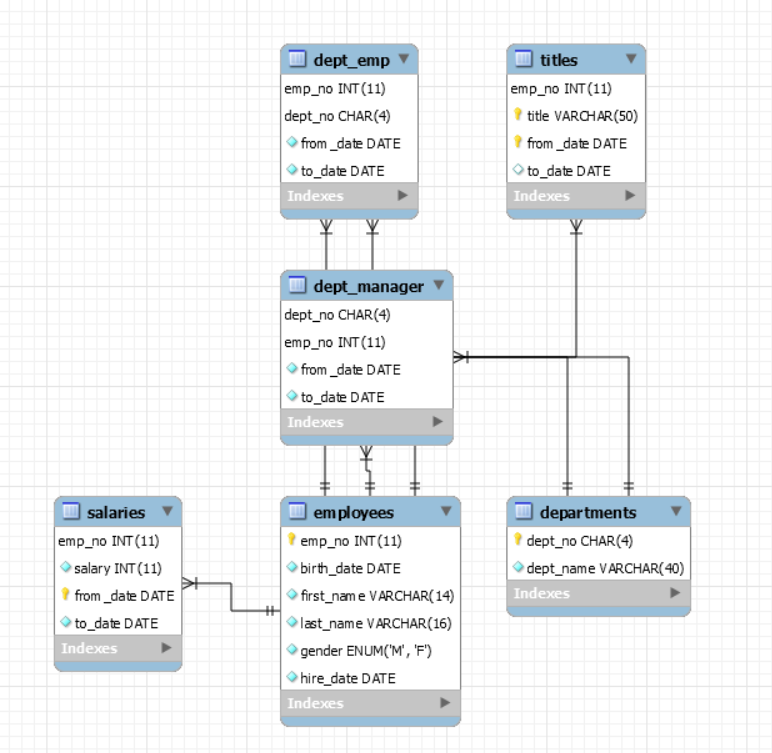 dept_emp
emp_no INT(11)
dept_no CHAR(4)
from_date DATE
to_date DATE
Indexes
titles
emp_no INT(11)
title VARCHAR(50)
from_date DATE
to_date DATE
Indexes
dept_manager
dept_no CHAR(4)
emp_no INT(11)
from_date DATE
to_date DATE
Indexes
salaries
emp_no INT(11)
salary INT(11)
from_date DATE
to_date DATE
Indexes
employees
emp_no INT(11)
birth_date DATE
first_name VARCHAR(14)
last_name VARCHAR(16)
gender ENUM('M', 'F')
hire_date DATE
Indexes
departments
dept_no CHAR(4)
dept_name VARCHAR(40)
Indexes